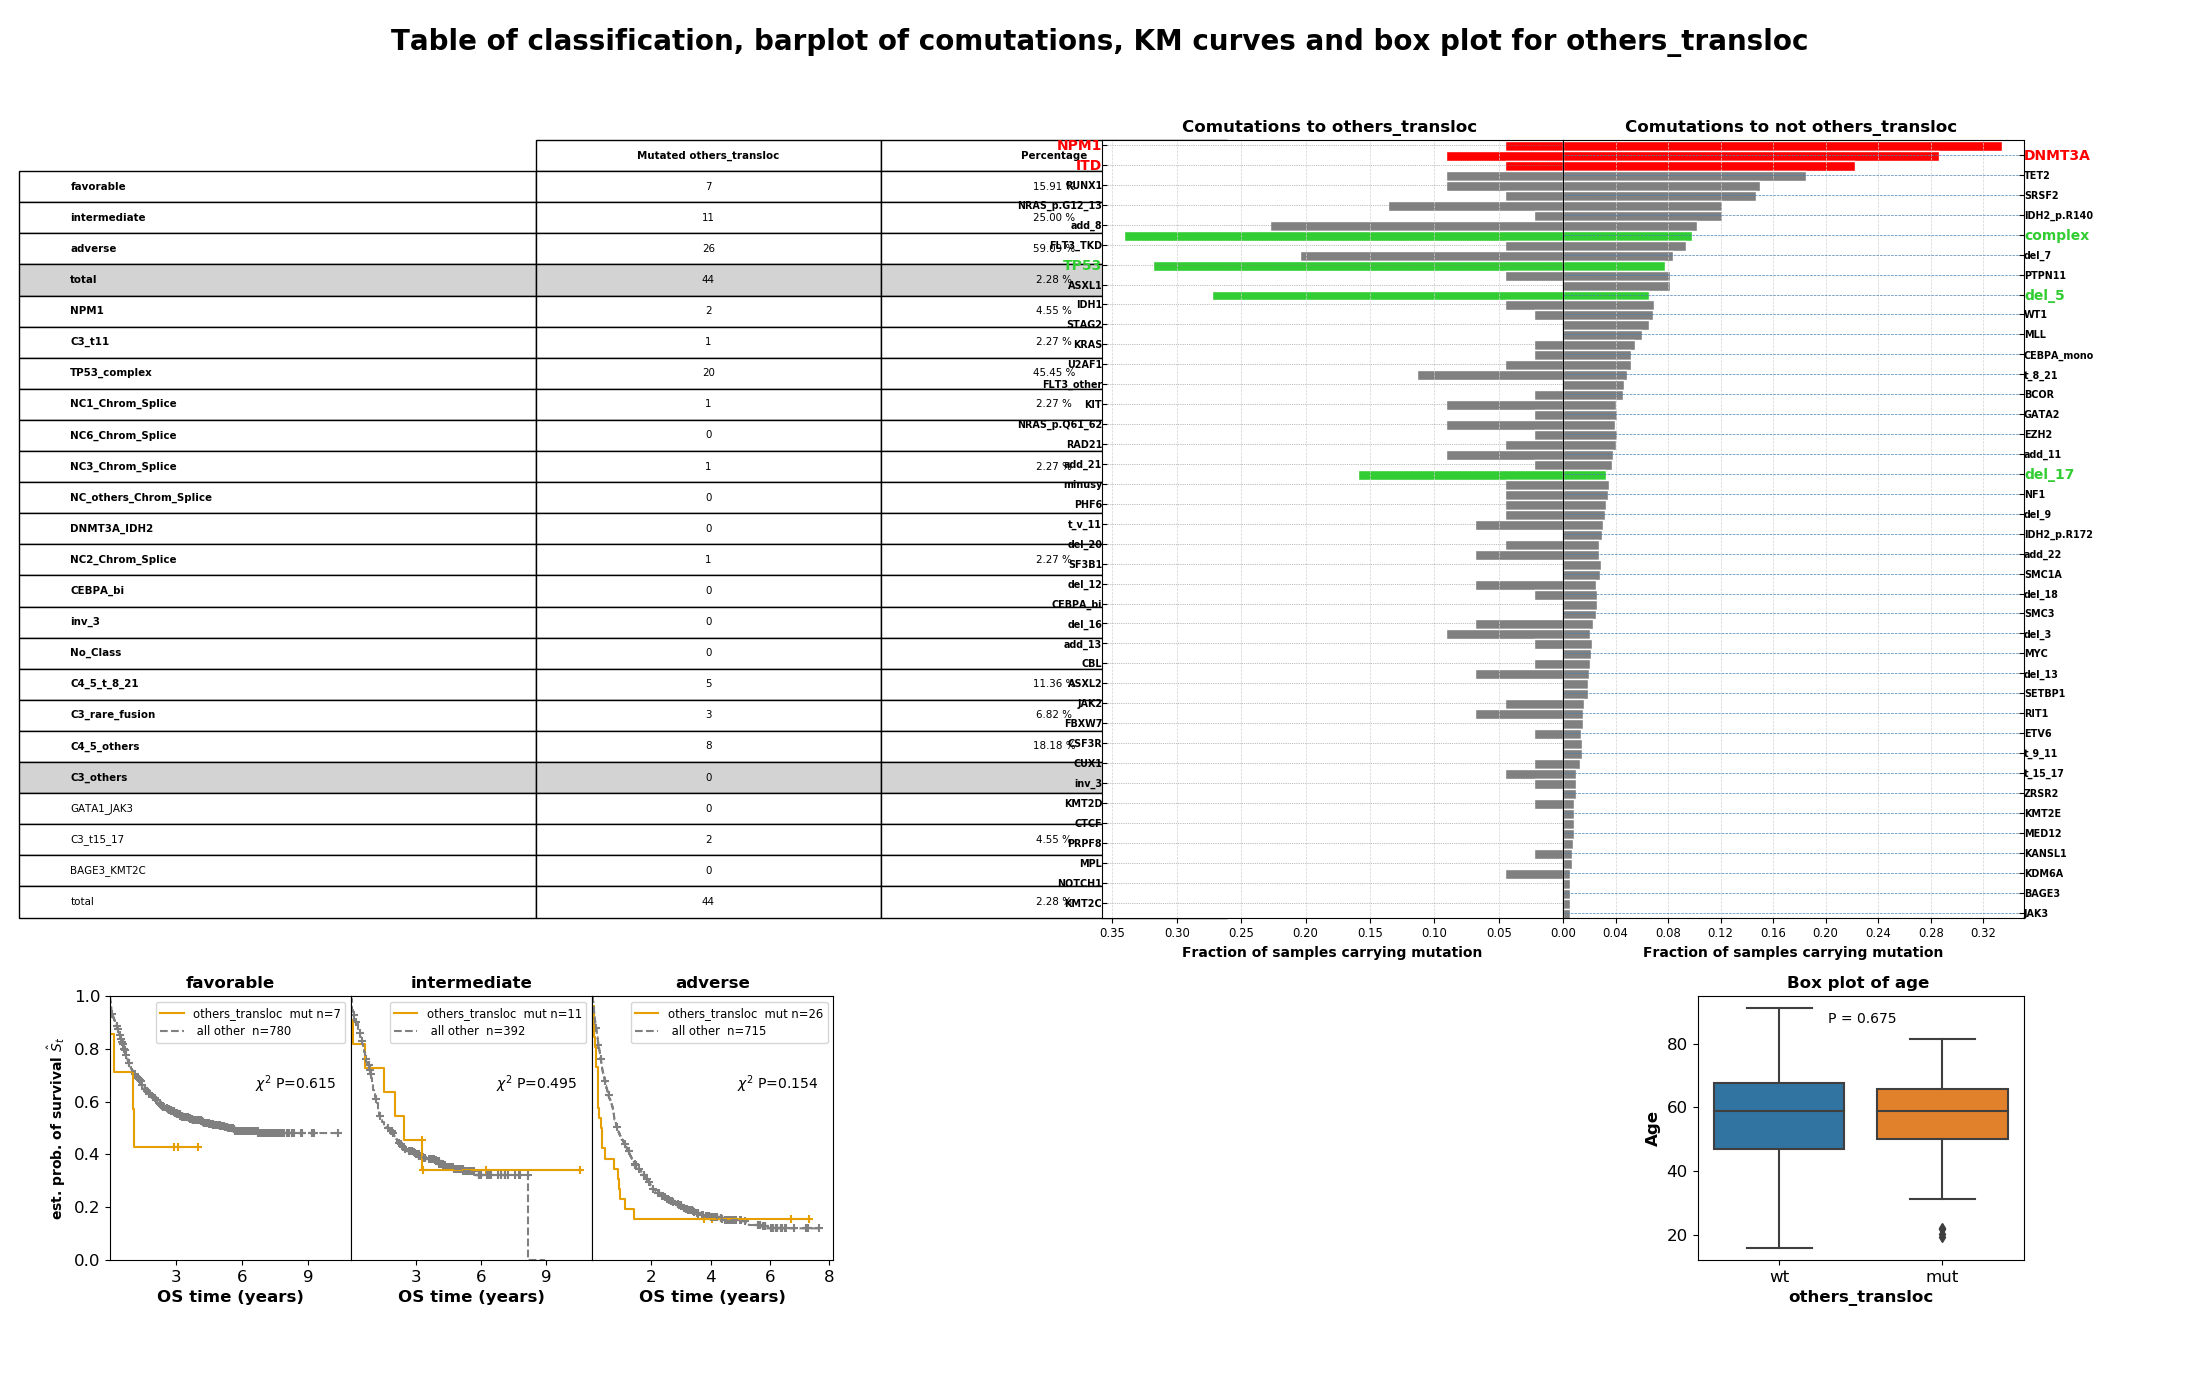 Table of classification, barplot of comutations, KM curves and box plot for others_transloc
Mutated others_transloc Percentage
favorable 7 15.91 %
intermediate 11 25.00 %
adverse 26 59.09 %
total 44 2.28 %
NPM1 2 4.55 %
C3_t11 1 2.27 %
TP53_complex 20 45.45 %
NC1_Chrom_Splice 1 2.27 %
NC6_Chrom_Splice 0
NC3_Chrom_Splice 1 2.27 %
NC_others_Chrom_Splice 0
DNMT3A_IDH2 0
NC2_Chrom_Splice 1 2.27 %
CEBPA_bi 0
inv_3 0
No_Class 0
C4_5_t_8_21 5 11.36 %
C3_rare_fusion 3 6.82 %
C4_5_others 8 18.18 %
C3_others 0
GATA1_JAK3 0
C3_t15_17 2 4.55 %
BAGE3_KMT2C 0
total 44 2.28 %
Comutations to others_transloc
Comutations to not others_transloc
NPM1
DNMT3A
ITD
TET2
RUNX1
SRSF2
NRAS_p.G12_13
IDH2_p.R140
add_8
complex
FLT3_TKD
del_7
TP53
PTPN11
ASXL1
del_5
IDH1
WT1
STAG2
MLL
KRAS
CEBPA_mono
U2AF1
t_8_21
FLT3_other
BCOR
KIT
GATA2
NRAS_p.Q61_62
EZH2
RAD21
add_11
add_21
del_17
minusy
NF1
PHF6
del_9
t_v_11
IDH2_p.R172
del_20
add_22
SF3B1
SMC1A
del_12
del_18
CEBPA_bi
SMC3
del_16
del_3
add_13
MYC
CBL
del_13
ASXL2
SETBP1
JAK2
RIT1
FBXW7
ETV6
CSF3R
t_9_11
CUX1
t_15_17
inv_3
ZRSR2
KMT2D
KMT2E
CTCF
MED12
PRPF8
KANSL1
MPL
KDM6A
NOTCH1
BAGE3
KMT2C
JAK3
0.35 0.30 0.25 0.20 0.15 0.10 0.05 0.00 0.04 0.08 0.12 0.16 0.20 0.24 0.28 0.32
Fraction of samples carrying mutation
Fraction of samples carrying mutation
favorable
est. prob. of survival Ŝt
1.0
0.8
0.6
0.4
0.2
0.0
others_transloc mut n=7
all other n=780
χ² P=0.615
3 6 9
OS time (years)
intermediate
others_transloc mut n=11
all other n=392
χ² P=0.495
3 6 9
OS time (years)
adverse
others_transloc mut n=26
all other n=715
χ² P=0.154
2 4 6 8
OS time (years)
Box plot of age
P = 0.675
Age
80
60
40
20
wt mut
others_transloc